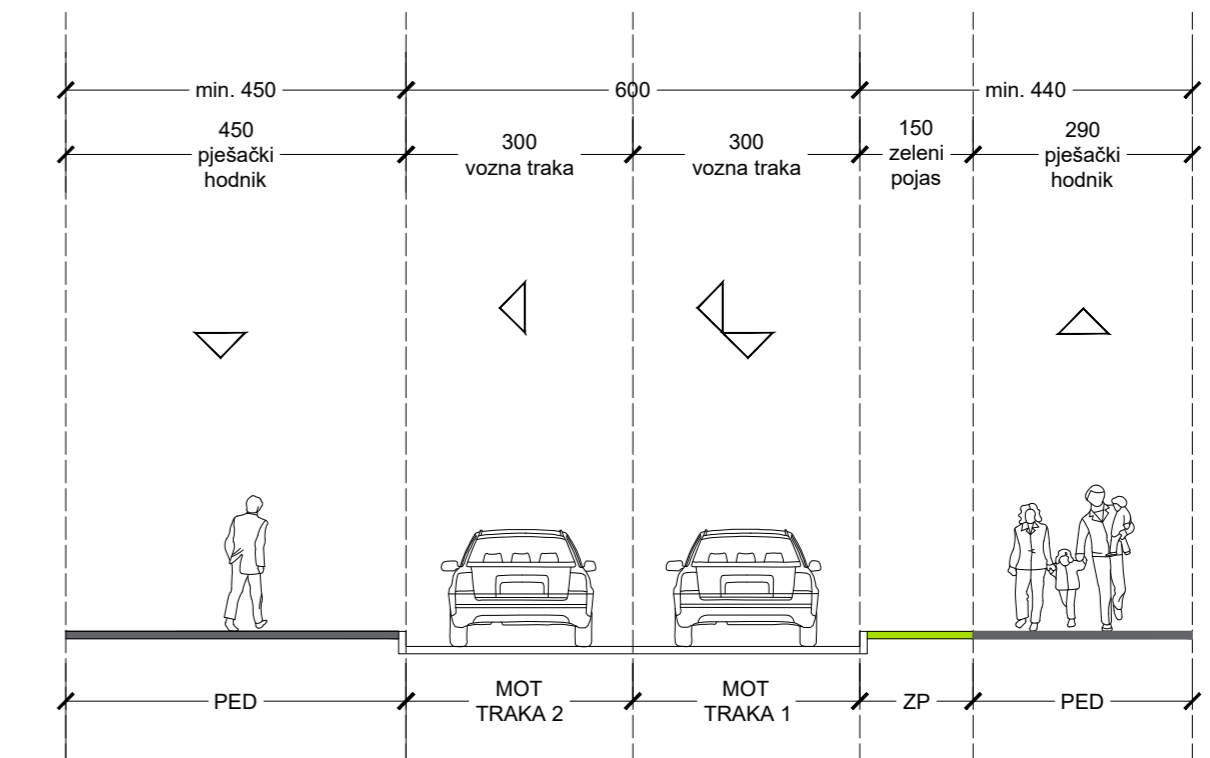 min. 450
600
min. 440
450
pješački
hodnik
300
vozna traka
300
vozna traka
150
zeleni
pojas
290
pješački
hodnik
PED
MOT
TRAKA 2
MOT
TRAKA 1
ZP
PED